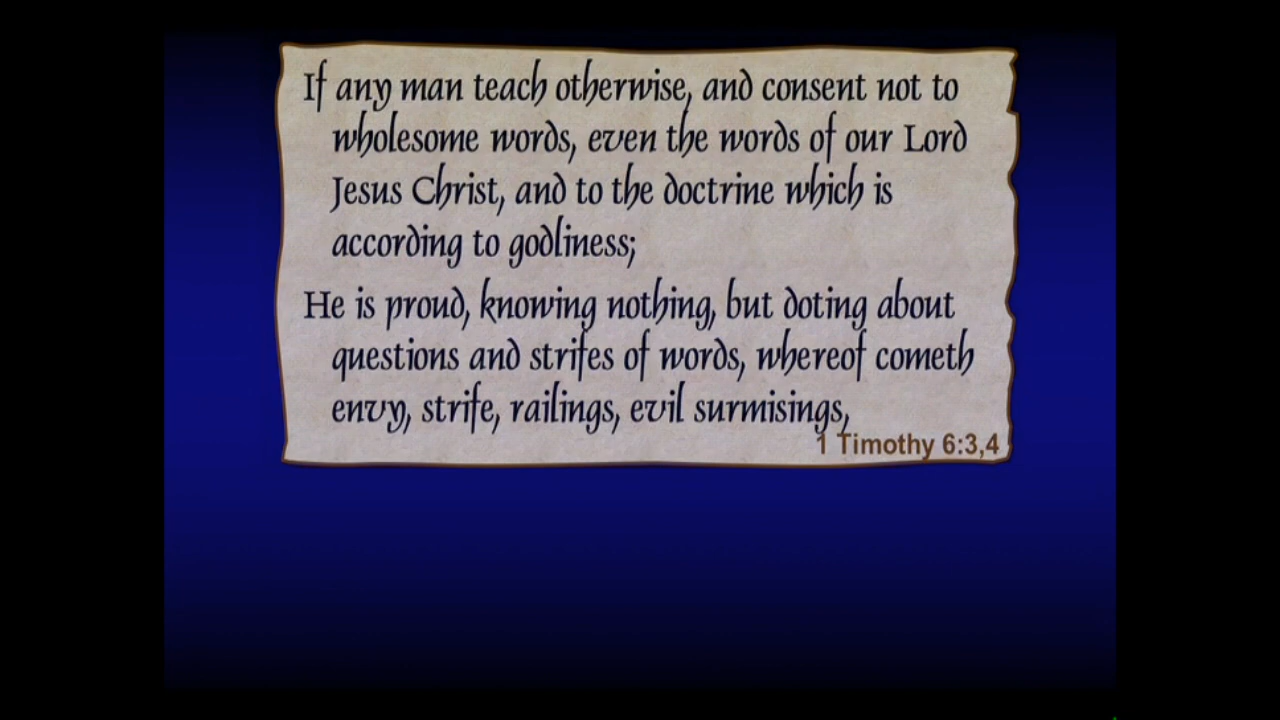 If any man teach otherwise, and consent not to
wholesome words, even the words of our Lord
Jesus Christ, and to the doctrine which is
according to godliness;
He is proud, knowing nothing, but doting about
questions and strifes of words, whereof cometh
envy, strife, railings, evil surmisings,
1 Timothy 6:3,4